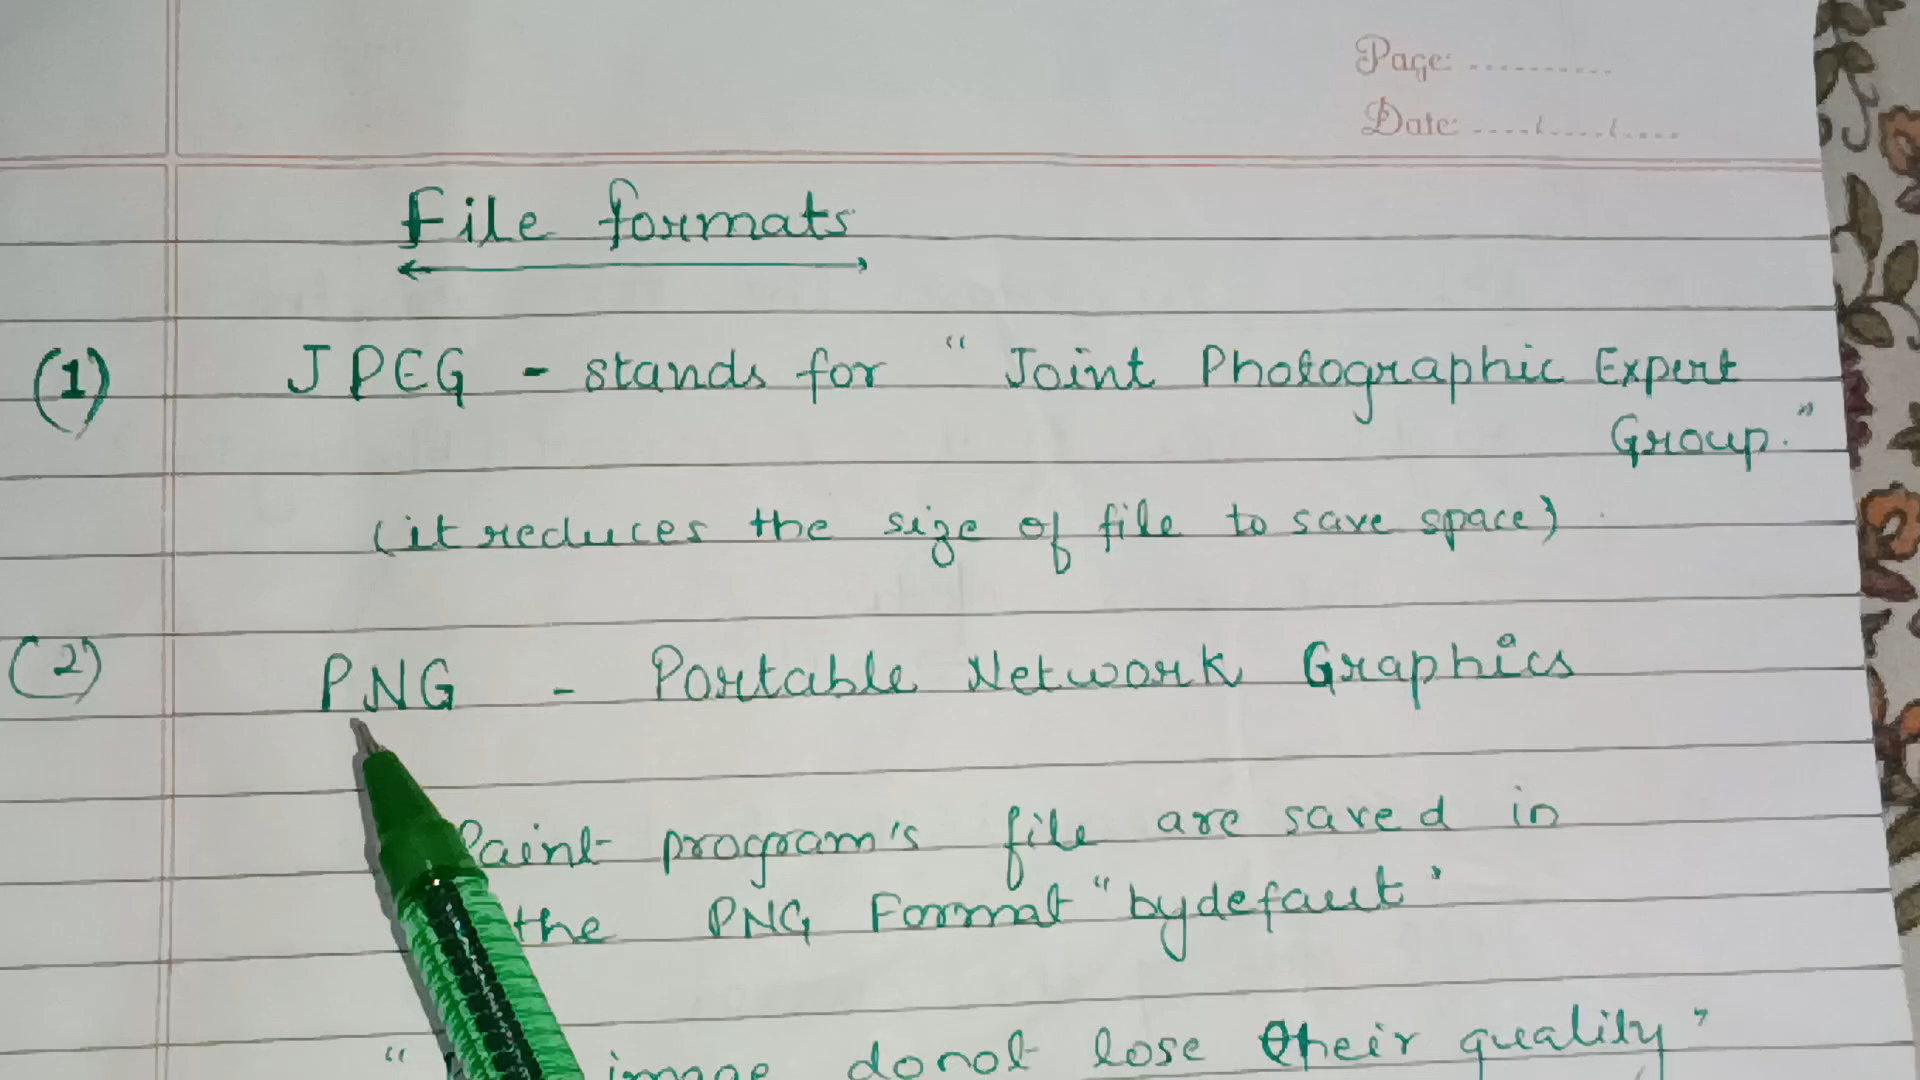 Page: ..........
Date: ..../..../....
File formats
(1) JPEG - stands for "Joint Photographic Expert
Group."
(it reduces the size of file to save space)
(2) PNG - Portable Network Graphics
Paint program's file are saved in
the PNG Format "bydefault"
" image donot lose their quality"